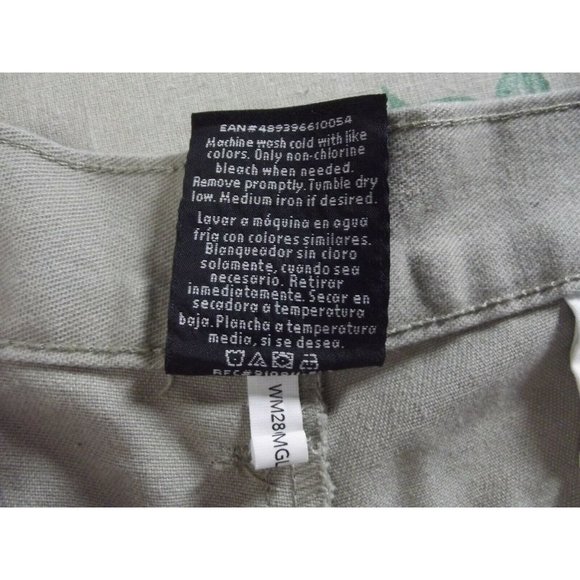 EAN#489396610054
Machine wash cold with like
colors. Only non-chlorine
bleach when needed.
Remove promptly. Tumble dry
low. Medium iron if desired.
Lavar a máquina en agua
fría con colores similares.
Blanqueador sin cloro
solamente, cuando sea
necesario. Retirar
inmediatamente. Secar en
secadora a temperatura
baja. Plancha a temperatura
media, si se desea.
WM28MGL